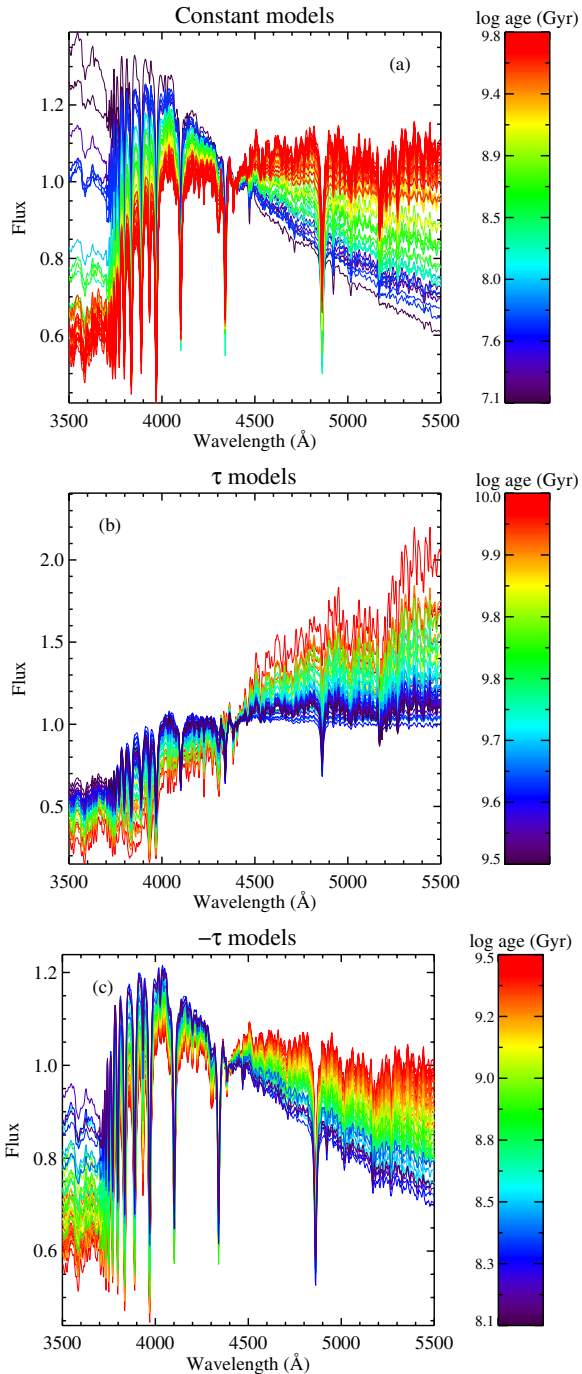 Constant models
log age (Gyr)
(a)
1.2
1.0
0.8
0.6
Flux
3500 4000 4500 5000 5500
Wavelength (Å)
9.8
9.4
8.9
8.5
8.0
7.6
7.1
τ models
log age (Gyr)
(b)
2.0
1.5
1.0
0.5
Flux
3500 4000 4500 5000 5500
Wavelength (Å)
10.0
9.9
9.8
9.8
9.7
9.6
9.5
−τ models
log age (Gyr)
(c)
1.2
1.0
0.8
0.6
Flux
3500 4000 4500 5000 5500
Wavelength (Å)
9.5
9.2
9.0
8.8
8.5
8.3
8.1